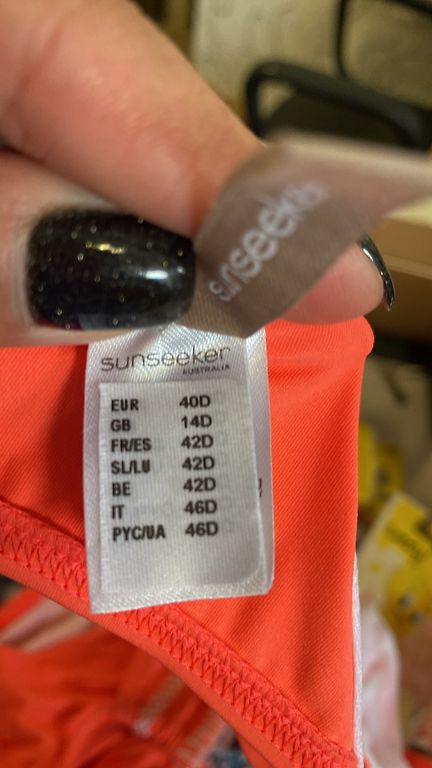 sunseeker
sunseeker
AUSTRALIA
EUR 40D
GB 14D
FR/ES 42D
SL/LU 42D
BE 42D
IT 46D
PYC/UA 46D